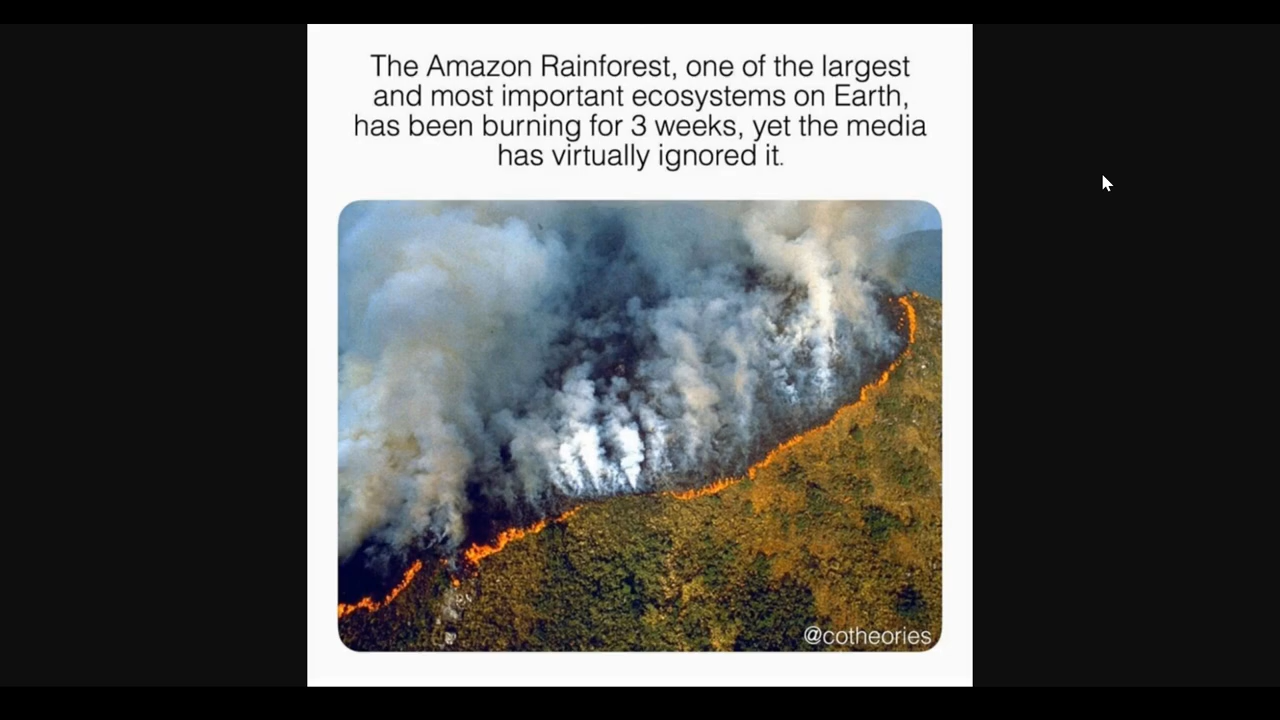 The Amazon Rainforest, one of the largest
and most important ecosystems on Earth,
has been burning for 3 weeks, yet the media
has virtually ignored it.
@cotheories